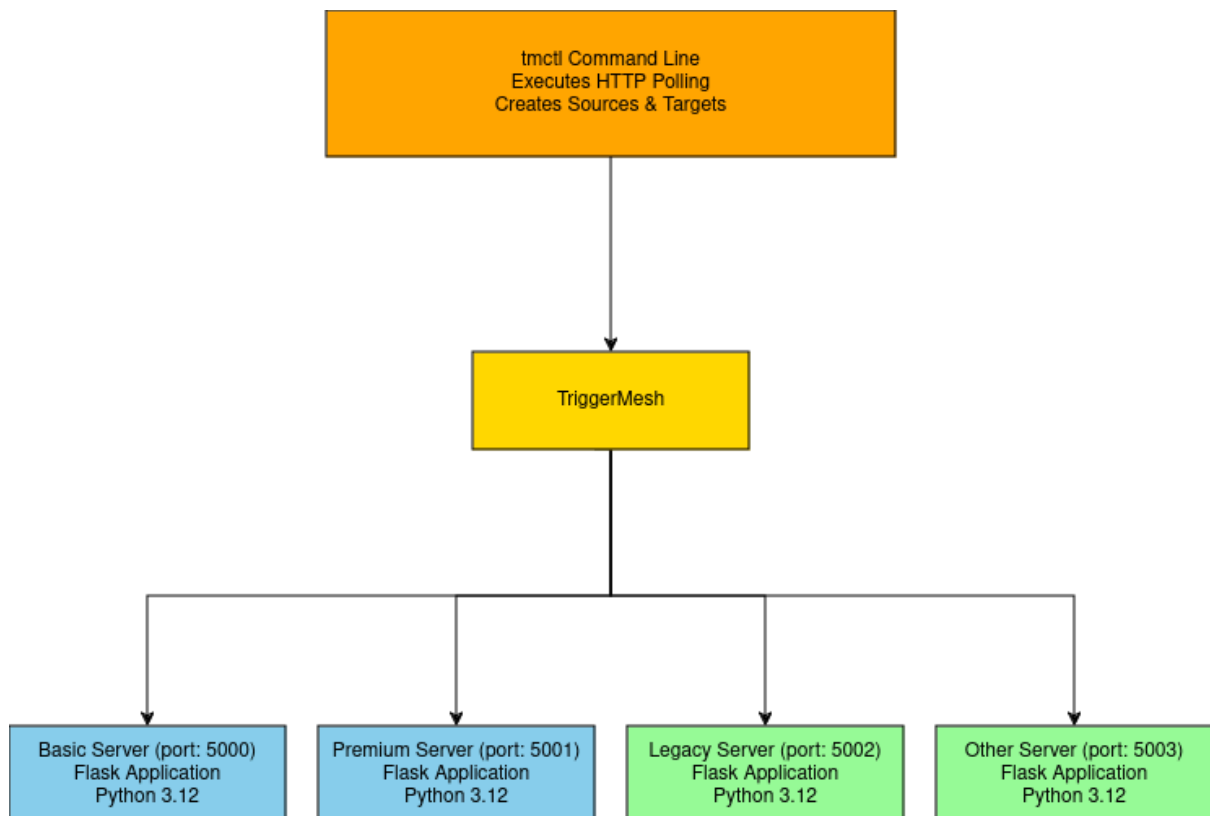 tmctl Command Line
Executes HTTP Polling
Creates Sources & Targets
TriggerMesh
Basic Server (port: 5000)
Flask Application
Python 3.12
Premium Server (port: 5001)
Flask Application
Python 3.12
Legacy Server (port: 5002)
Flask Application
Python 3.12
Other Server (port: 5003)
Flask Application
Python 3.12